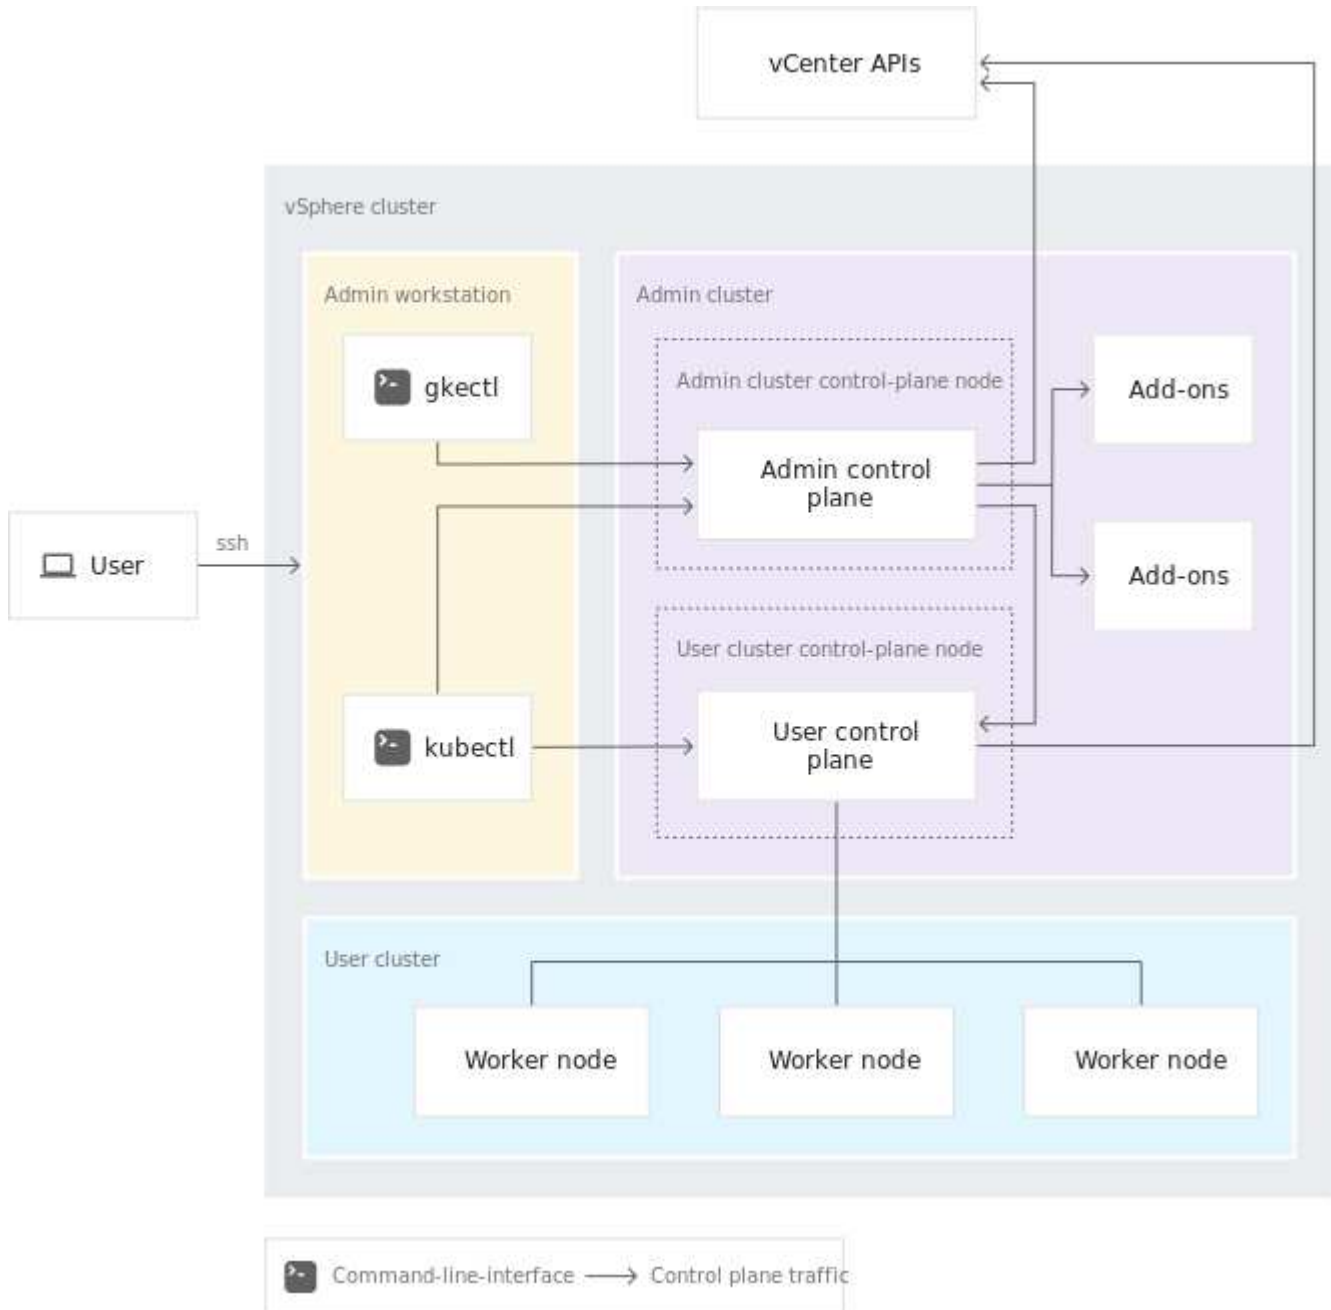 vCenter APIs
vSphere cluster
Admin workstation
Admin cluster
gkectl
Admin cluster control-plane node
Add-ons
Admin control
plane
User
ssh
Add-ons
User cluster control-plane node
kubectl
User control
plane
User cluster
Worker node
Worker node
Worker node
Command-line-interface
Control plane traffic